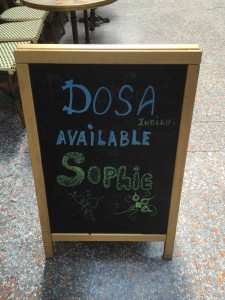 DOSA
INDIAN.
AVAILABLE
Sophie